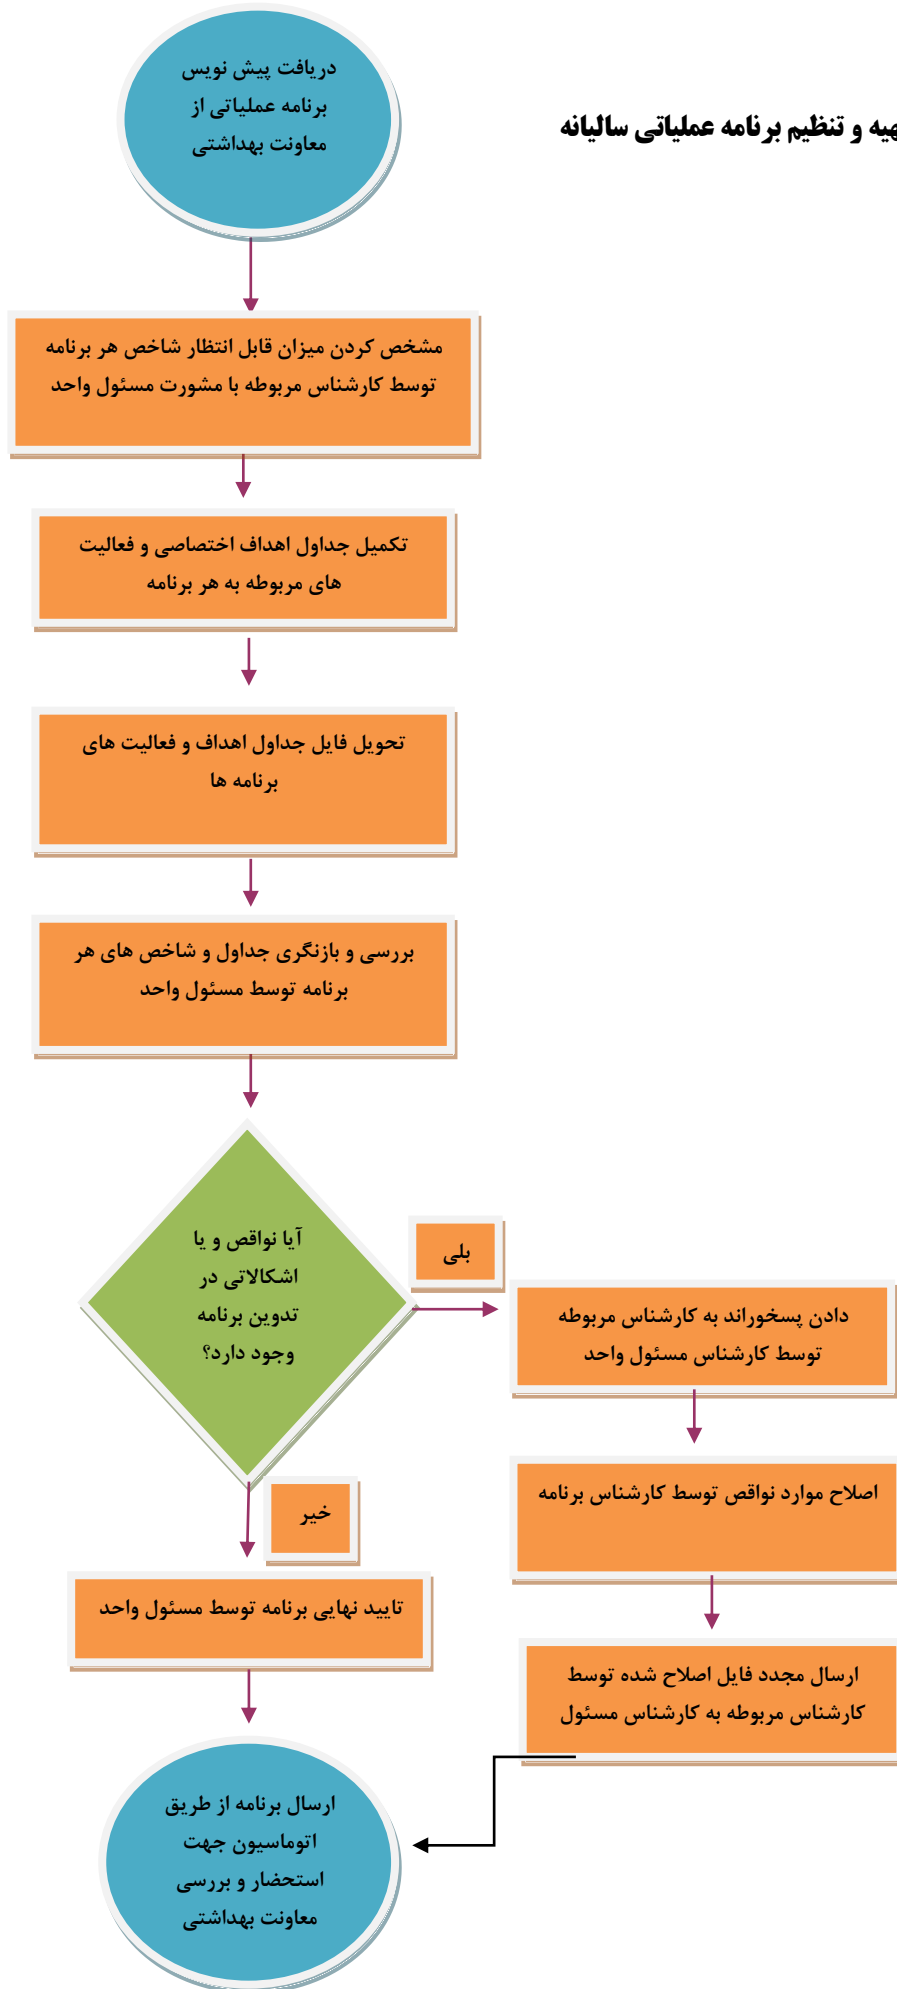 و تنظیم برنامه عملیاتی سالیانه
دریافت پیش نویس
برنامه عملیاتی از
معاونت بهداشتی
مشخص کردن میزان قابل انتظار شاخص هر برنامه
توسط کارشناس مربوطه با مشورت مسئول واحد
تکمیل جداول اهداف اختصاصی و فعالیت
های مربوطه به هر برنامه
تحویل فایل جداول اهداف و فعالیت های
برنامه ها
بررسی و بازنگری جداول و شاخص های هر
برنامه توسط مسئول واحد
آیا نواقص و یا
اشکالاتی در
تدوین برنامه
وجود دارد؟
بلی
دادن پسخوراند به کارشناس مربوطه
توسط کارشناس مسئول واحد
اصلاح موارد نواقص توسط کارشناس برنامه
ارسال مجدد فایل اصلاح شده توسط
کارشناس مربوطه به کارشناس مسئول
خیر
تایید نهایی برنامه توسط مسئول واحد
ارسال برنامه از طریق
اتوماسیون جهت
استحضار و بررسی
معاونت بهداشتی